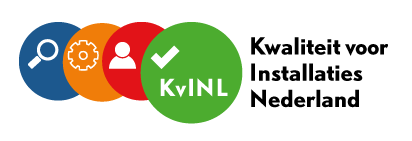 KvINL
Kwaliteit voor
Installaties
Nederland